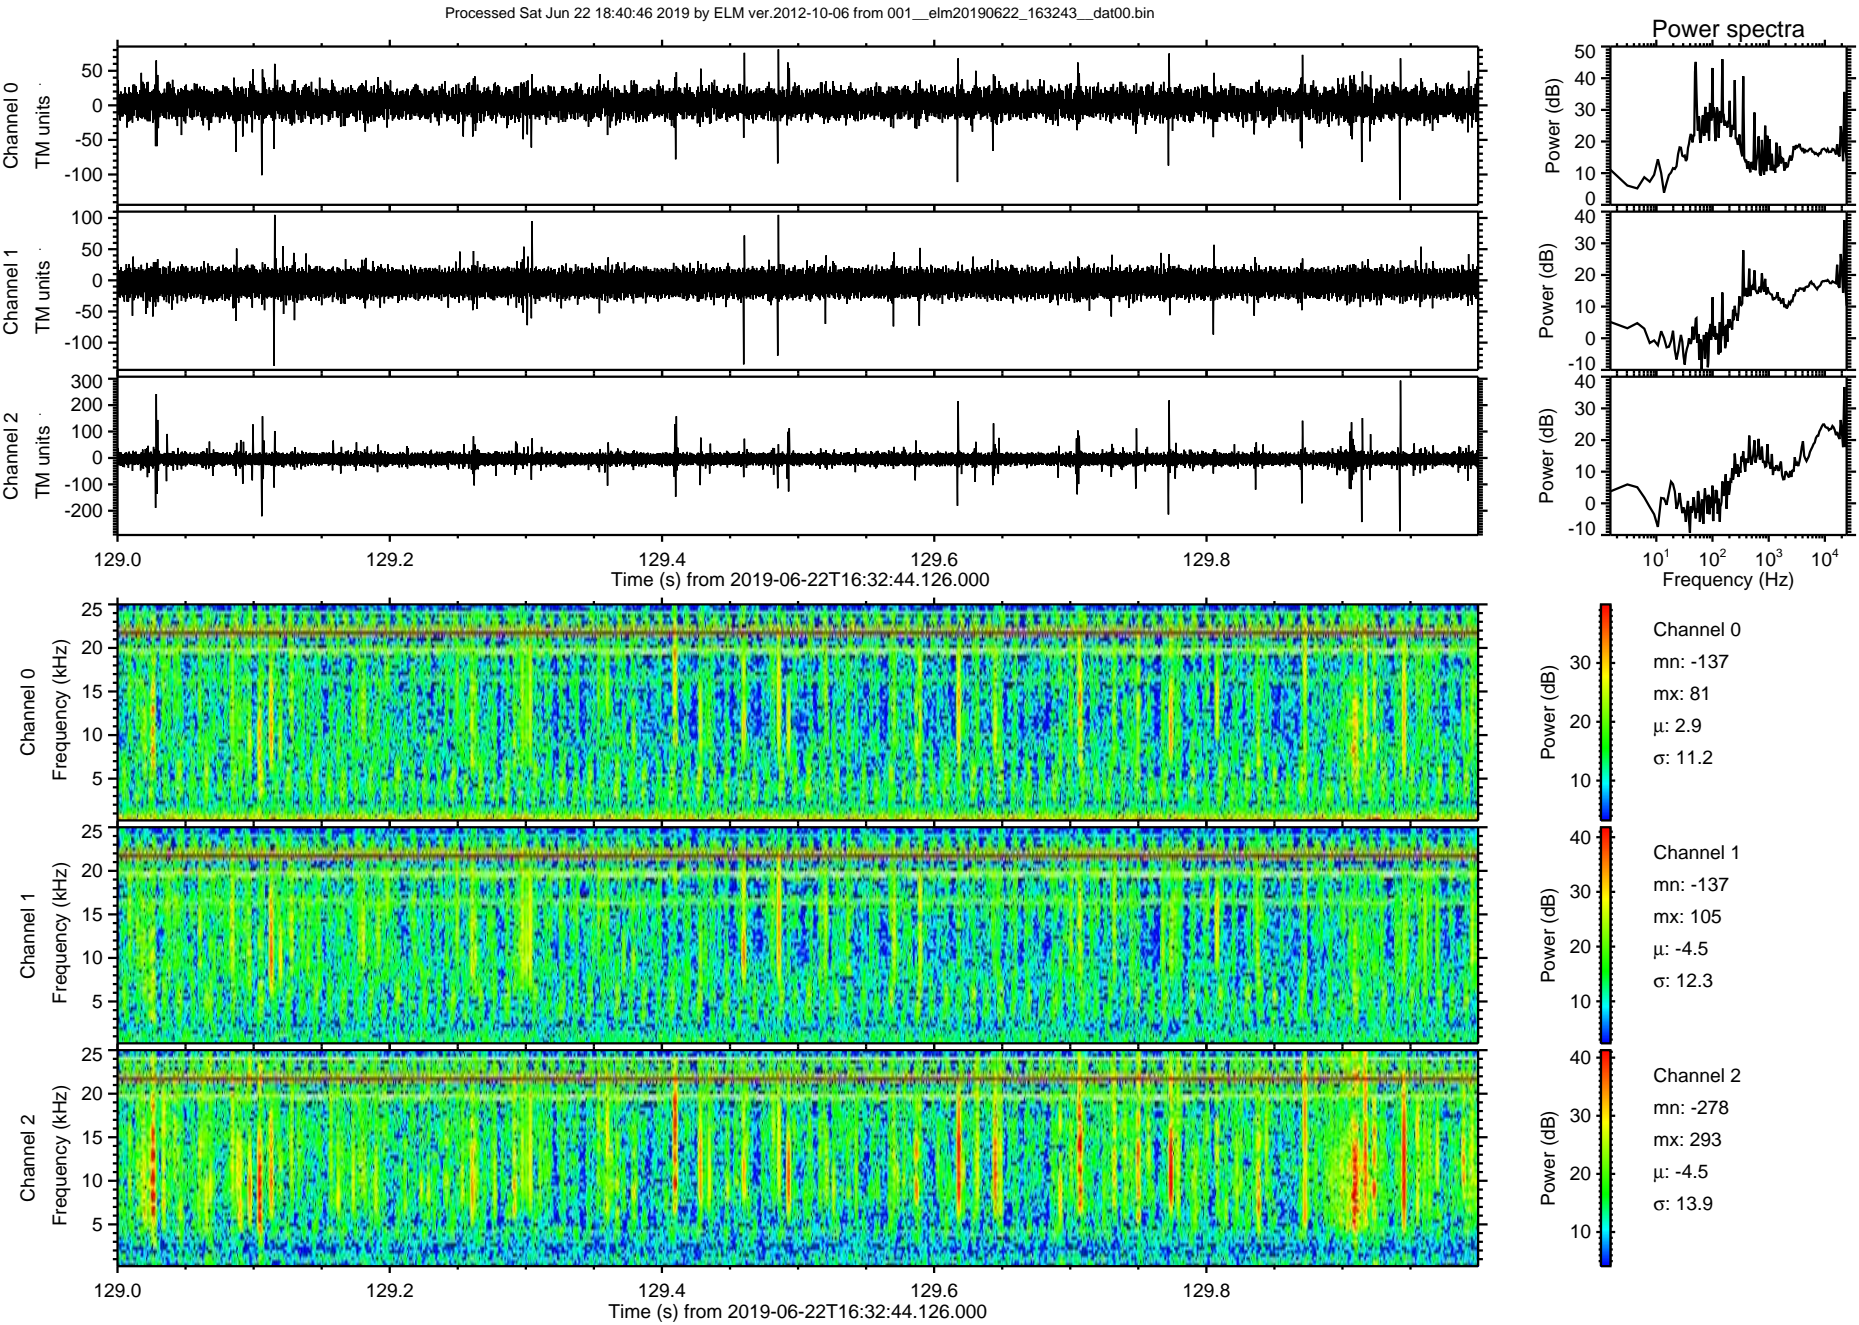 Processed Sat Jun 22 18:40:46 2019 by ELM ver.2012-10-06 from 001__elm20190622_163243__dat00.bin
Power spectra
Channel 0
TM units
50
0
-50
-100
Power (dB)
50
40
30
20
10
0
Channel 1
TM units
100
50
0
-50
-100
Power (dB)
40
30
20
10
0
-10
Channel 2
TM units
300
200
100
0
-100
-200
Power (dB)
40
30
20
10
0
-10
129.0 129.2 129.4 129.6 129.8
Time (s) from 2019-06-22T16:32:44.126.000
10¹ 10² 10³ 10⁴
Frequency (Hz)
Channel 0
Frequency (kHz)
25
20
15
10
5
Power (dB)
30
20
10
Channel 0
mn: -137
mx: 81
μ: 2.9
σ: 11.2
Channel 1
Frequency (kHz)
25
20
15
10
5
Power (dB)
40
30
20
10
Channel 1
mn: -137
mx: 105
μ: -4.5
σ: 12.3
Channel 2
Frequency (kHz)
25
20
15
10
5
Power (dB)
40
30
20
10
Channel 2
mn: -278
mx: 293
μ: -4.5
σ: 13.9
129.0 129.2 129.4 129.6 129.8
Time (s) from 2019-06-22T16:32:44.126.000